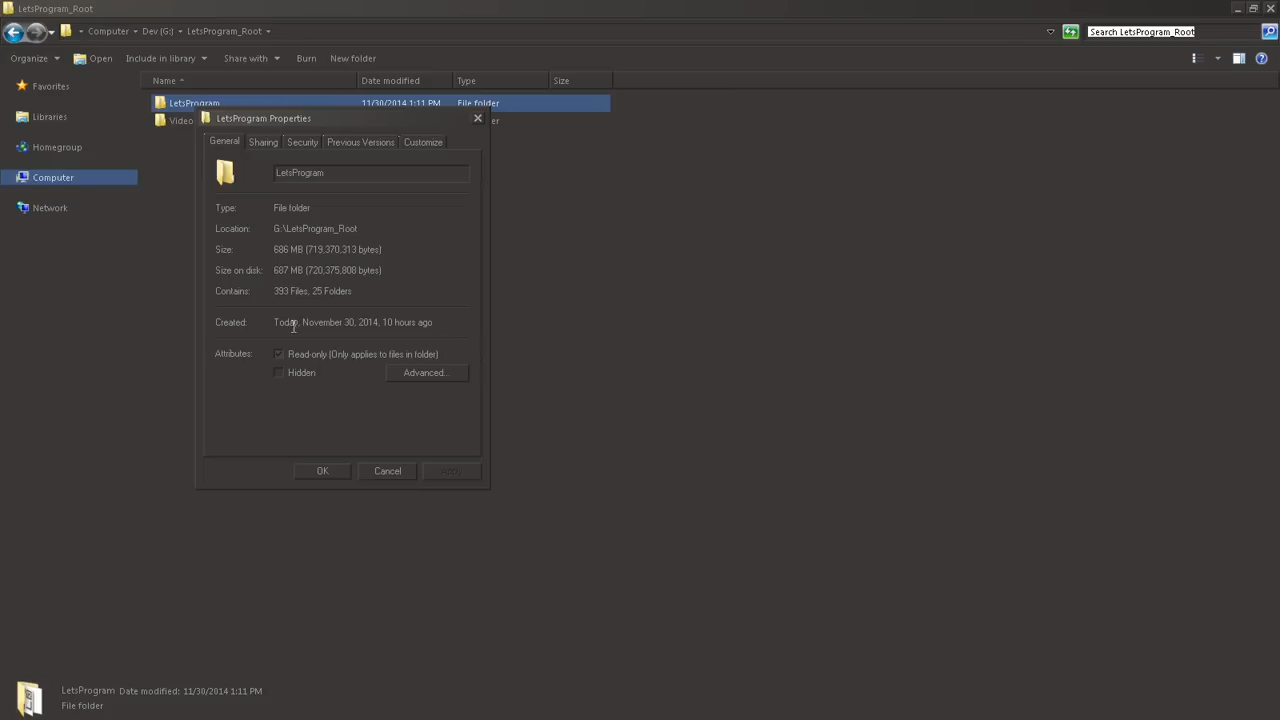 LetsProgram_Root
Computer Dev (G:) LetsProgram_Root
Search LetsProgram_Root
Organize Open Include in library Share with Burn New folder
Name Date modified Type Size
Favorites
LetsProgram 11/30/2014 1:11 PM File folder
Libraries
LetsProgram Properties
Video
General Sharing Security Previous Versions Customize
Homegroup
LetsProgram
Computer
Network
Type: File folder
Location: G:\LetsProgram_Root
Size: 686 MB (719,370,313 bytes)
Size on disk: 687 MB (720,375,808 bytes)
Contains: 393 Files, 25 Folders
Created: Today, November 30, 2014, 10 hours ago
Attributes: Read-only (Only applies to files in folder)
Hidden Advanced...
OK Cancel Apply
LetsProgram Date modified: 11/30/2014 1:11 PM
File folder